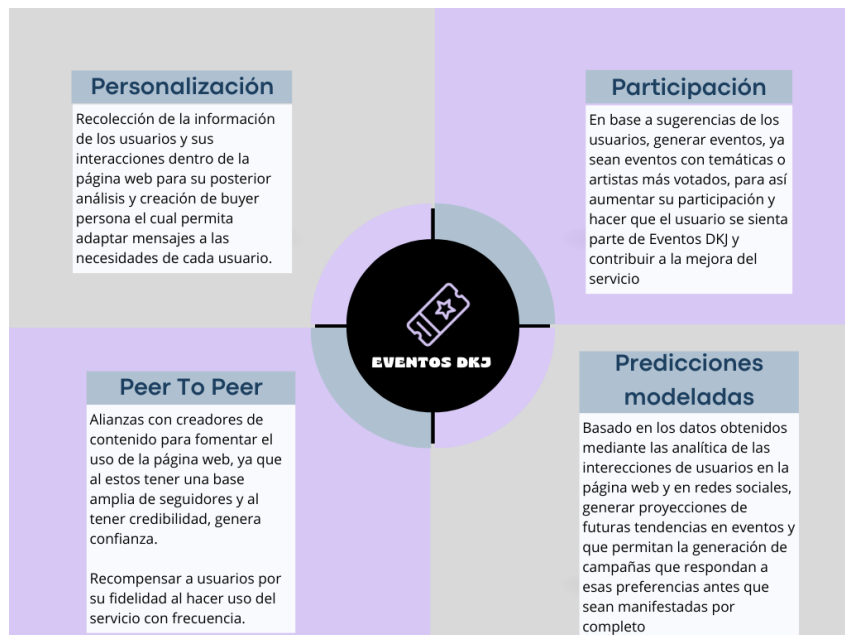 Personalización
Recolección de la información
de los usuarios y sus
interacciones dentro de la
página web para su posterior
análisis y creación de buyer
persona el cual permita
adaptar mensajes a las
necesidades de cada usuario.
Participación
En base a sugerencias de los
usuarios, generar eventos, ya
sean eventos con temáticas o
artistas más votados, para así
aumentar su participación y
hacer que el usuario se sienta
parte de Eventos DKJ y
contribuir a la mejora del
servicio
EVENTOS DKJ
Peer To Peer
Alianzas con creadores de
contenido para fomentar el
uso de la página web, ya que
al estos tener una base
amplia de seguidores y al
tener credibilidad, genera
confianza.
Recompensar a usuarios por
su fidelidad al hacer uso del
servicio con frecuencia.
Predicciones
modeladas
Basado en los datos obtenidos
mediante las analítica de las
interecciones de usuarios en la
página web y en redes sociales,
generar proyecciones de
futuras tendencias en eventos y
que permitan la generación de
campañas que respondan a
esas preferencias antes que
sean manifestadas por
completo